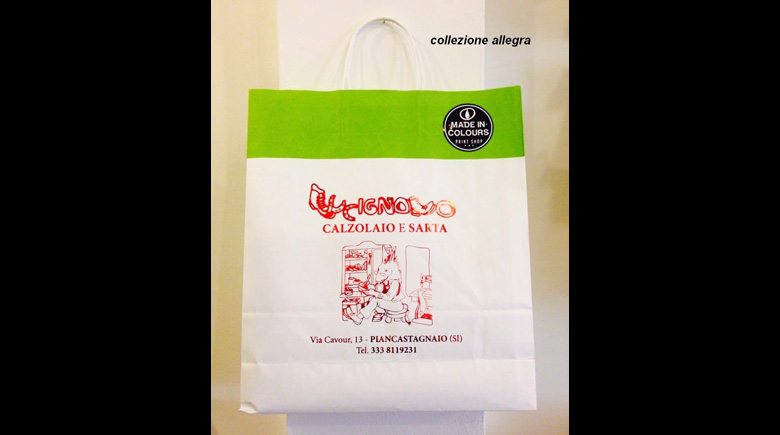 collezione allegra
MADE IN
COLOURS
PRINT SHOP
LUCIGNOLO
CALZOLAIO E SARTA
Via Cavour, 13 - PIANCASTAGNAIO (SI)
Tel. 333 8119231